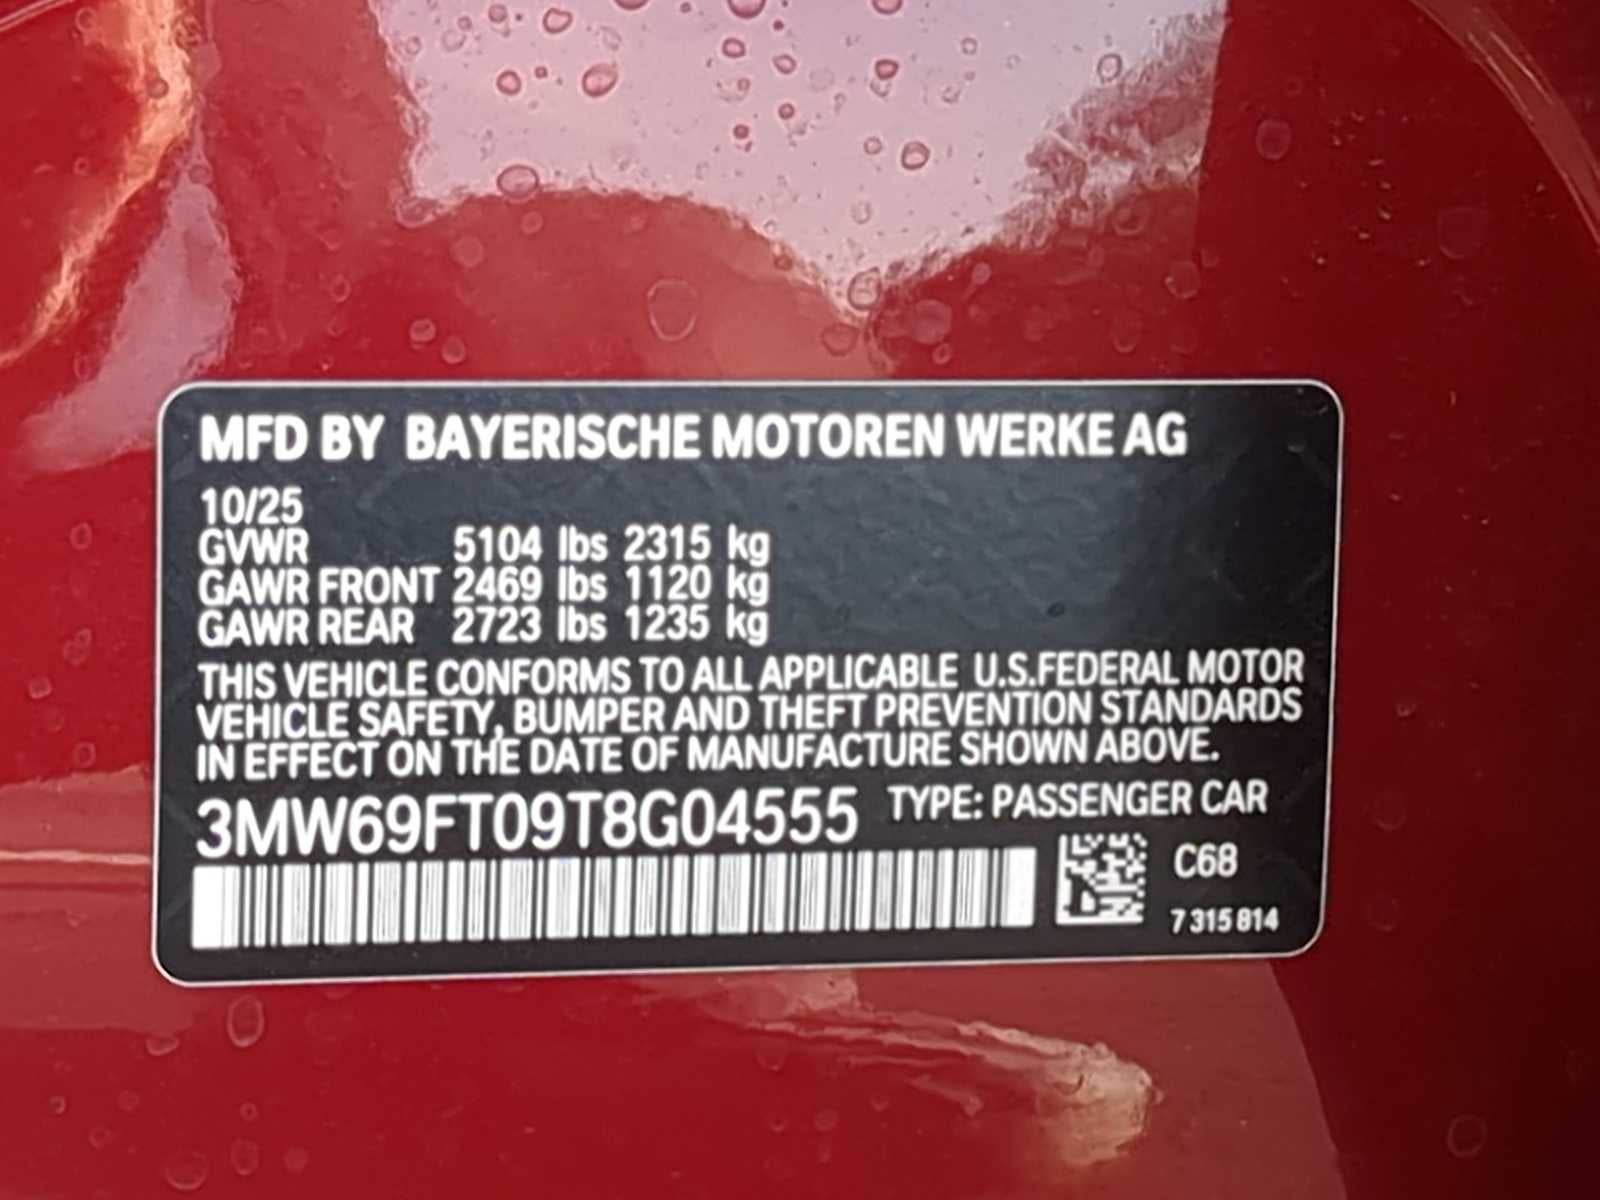 MFD BY BAYERISCHE MOTOREN WERKE AG
10/25
GVWR 5104 lbs 2315 kg
GAWR FRONT 2469 lbs 1120 kg
GAWR REAR 2723 lbs 1235 kg
THIS VEHICLE CONFORMS TO ALL APPLICABLE U.S.FEDERAL MOTOR
VEHICLE SAFETY, BUMPER AND THEFT PREVENTION STANDARDS
IN EFFECT ON THE DATE OF MANUFACTURE SHOWN ABOVE.
3MW69FT09T8G04555 TYPE: PASSENGER CAR
C68
7 315 814